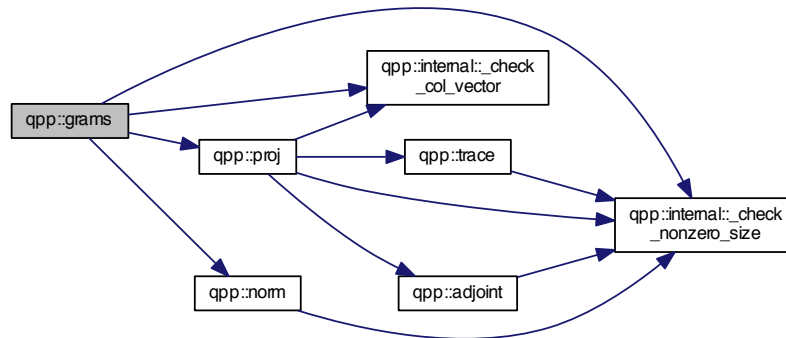 qpp::internal::_check
_col_vector
qpp::grams
qpp::proj
qpp::trace
qpp::internal::_check
_nonzero_size
qpp::norm
qpp::adjoint